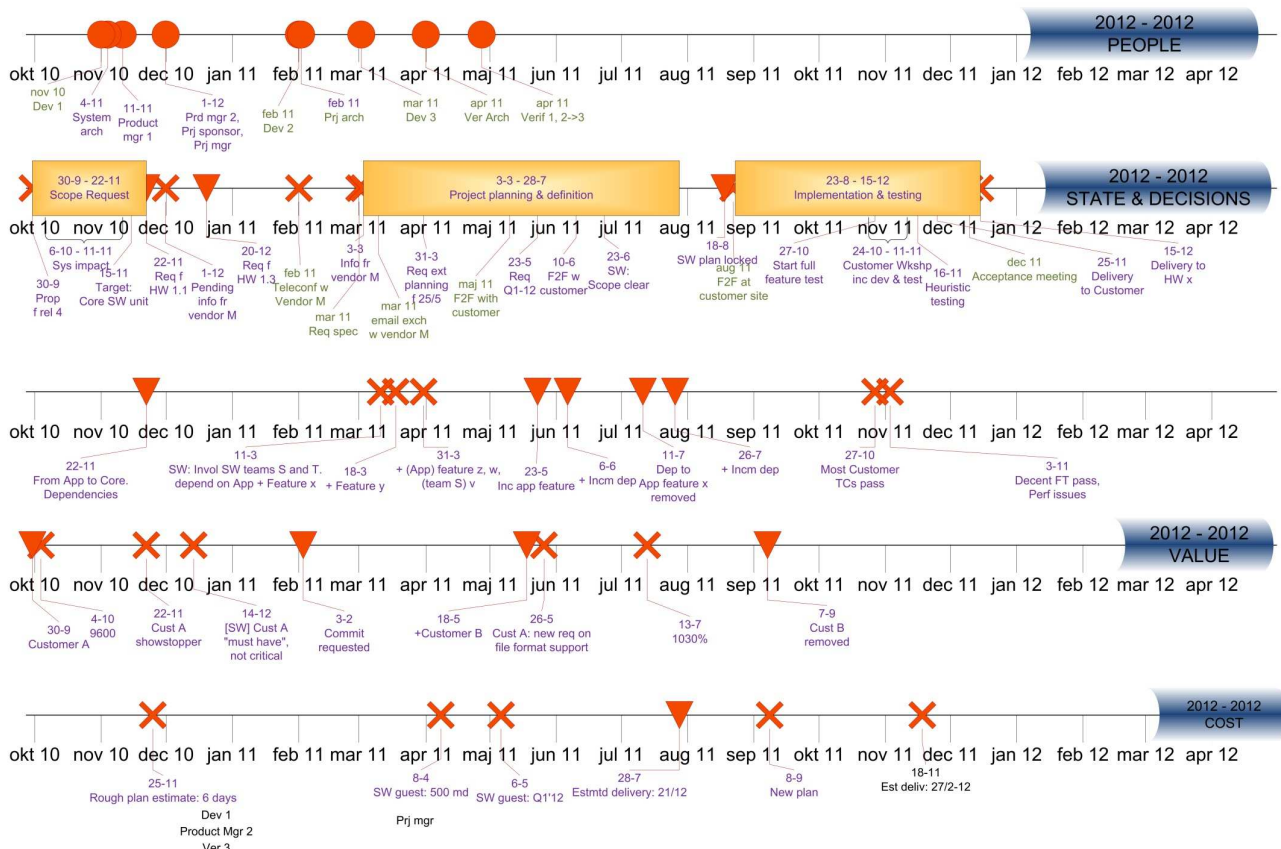 2012 - 2012
PEOPLE
okt 10 nov 10 dec 10 jan 11 feb 11 mar 11 apr 11 maj 11 jun 11 jul 11 aug 11 sep 11 okt 11 nov 11 dec 11 jan 12 feb 12 mar 12 apr 12
nov 10
Dev 1
4-11
System
arch
11-11
Product
mgr 1
1-12
Prd mgr 2,
Prj sponsor,
Prj mgr
feb 11
Dev 2
feb 11
Prj arch
mar 11
Dev 3
apr 11
Ver Arch
apr 11
Verif 1, 2->3
30-9 - 22-11
Scope Request
3-3 - 28-7
Project planning & definition
23-8 - 15-12
Implementation & testing
2012 - 2012
STATE & DECISIONS
okt 10 nov 10 dec 10 jan 11 feb 11 mar 11 apr 11 maj 11 jun 11 jul 11 aug 11 sep 11 okt 11 nov 11 dec 11 jan 12 feb 12 mar 12 apr 12
30-9
Prop
f rel 4
6-10 - 11-11
Sys impact
15-11
Target:
Core SW unit
22-11
Req f
HW 1.1
1-12
Pending
info fr
vendor M
20-12
Req f
HW 1.3
feb 11
Teleconf w
Vendor M
mar 11
Req spec
3-3
Info fr
vendor M
mar 11
email exch
w vendor M
31-3
Req ext
planning
f 25/5
maj 11
F2F with
customer
23-5
Req
Q1-12
10-6
F2F w
customer
23-6
SW:
Scope clear
18-8
SW plan locked
aug 11
F2F at
customer site
27-10
Start full
feature test
24-10 - 11-11
Customer Wkshp
inc dev & test
16-11
Heuristic
testing
dec 11
Acceptance meeting
25-11
Delivery
to Customer
15-12
Delivery to
HW x
okt 10 nov 10 dec 10 jan 11 feb 11 mar 11 apr 11 maj 11 jun 11 jul 11 aug 11 sep 11 okt 11 nov 11 dec 11 jan 12 feb 12 mar 12 apr 12
22-11
From App to Core.
Dependencies
11-3
SW: Invol SW teams S and T.
depend on App + Feature x
18-3
+ Feature y
31-3
+ (App) feature z, w,
(team S) v
23-5
Inc app feature
6-6
+ Incm dep
11-7
Dep to
App feature x
removed
26-7
+ Incm dep
27-10
Most Customer
TCs pass
3-11
Decent FT pass,
Perf issues
2012 - 2012
VALUE
okt 10 nov 10 dec 10 jan 11 feb 11 mar 11 apr 11 maj 11 jun 11 jul 11 aug 11 sep 11 okt 11 nov 11 dec 11 jan 12 feb 12 mar 12 apr 12
30-9
Customer A
4-10
9600
22-11
Cust A
showstopper
14-12
[SW] Cust A
"must have",
not critical
3-2
Commit
requested
18-5
+Customer B
26-5
Cust A: new req on
file format support
13-7
1030%
7-9
Cust B
removed
2012 - 2012
COST
okt 10 nov 10 dec 10 jan 11 feb 11 mar 11 apr 11 maj 11 jun 11 jul 11 aug 11 sep 11 okt 11 nov 11 dec 11 jan 12 feb 12 mar 12 apr 12
25-11
Rough plan estimate: 6 days
Dev 1
Product Mgr 2
Ver 3
8-4
SW guest: 500 md
Prj mgr
6-5
SW guest: Q1'12
28-7
Estmtd delivery: 21/12
8-9
New plan
18-11
Est deliv: 27/2-12